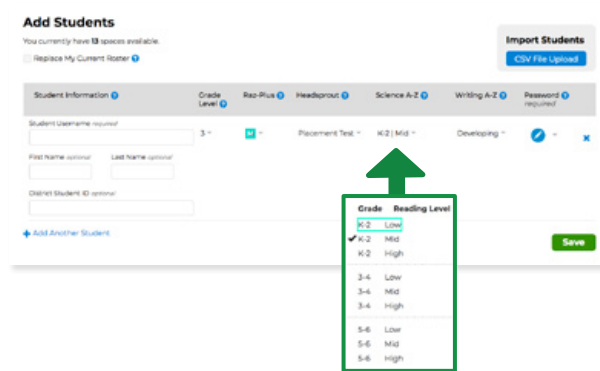 Add Students
You currently have 13 spaces available.
Replace My Current Roster
Import Students
CSV File Upload
Student Information
Grade Level
Raz-Plus
Headsprout
Science A-Z
Writing A-Z
Password required
Student Username required
3
Placement Test
K-2 | Mid
Developing
First Name optional
Last Name optional
District Student ID optional
Add Another Student
Save
Grade Reading Level
K-2 Low
K-2 Mid
K-2 High
3-4 Low
3-4 Mid
3-4 High
5-6 Low
5-6 Mid
5-6 High